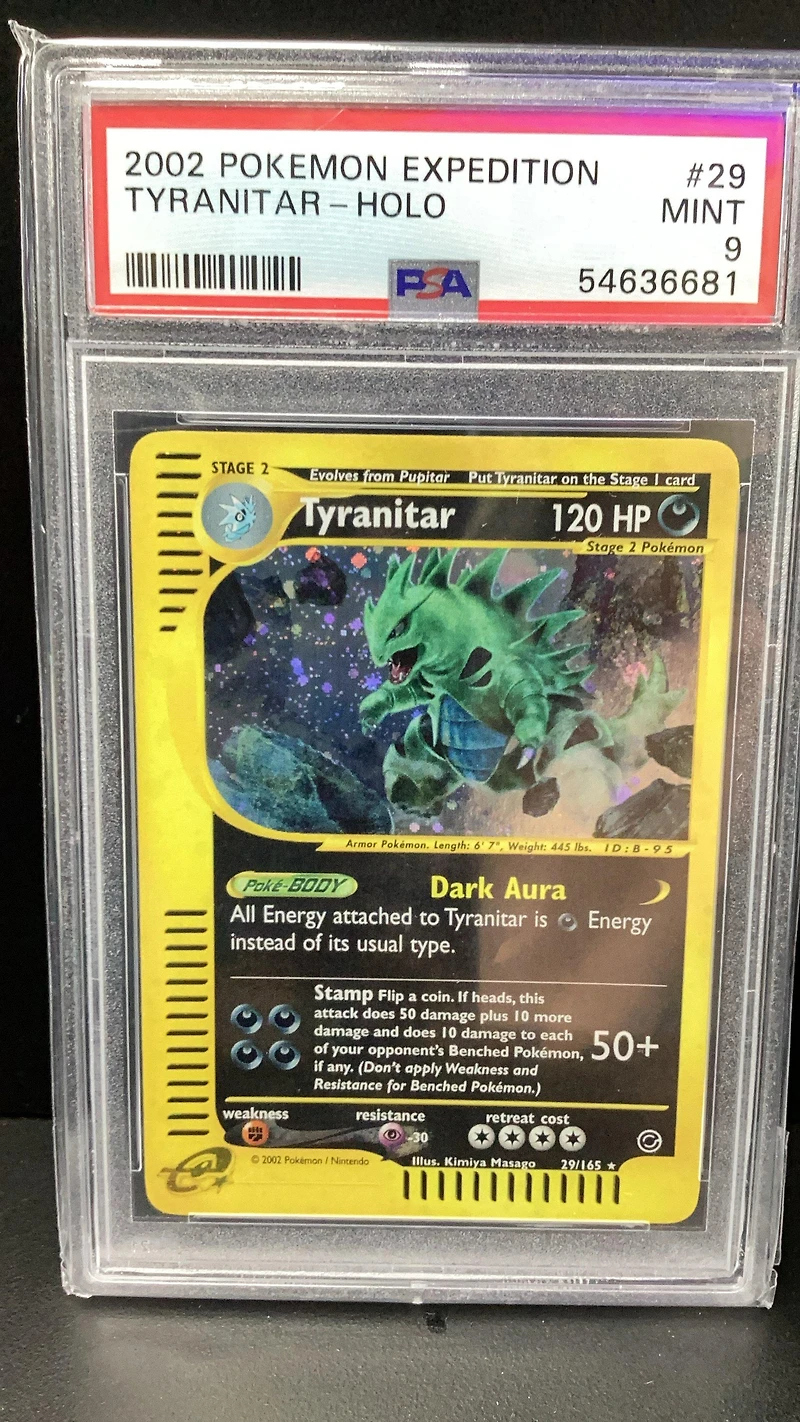 2002 POKEMON EXPEDITION #29
TYRANITAR – HOLO MINT
9
PSA 54636681
STAGE 2 Evolves from Pupitar Put Tyranitar on the Stage 1 card
Tyranitar 120 HP
Stage 2 Pokémon
Armor Pokémon. Length: 6' 7", Weight: 445 lbs. ID: B-95
Poké-BODY Dark Aura
All Energy attached to Tyranitar is Energy
instead of its usual type.
Stamp Flip a coin. If heads, this
attack does 50 damage plus 10 more
damage and does 10 damage to each
of your opponent's Benched Pokémon, 50+
if any. (Don't apply Weakness and
Resistance for Benched Pokémon.)
weakness resistance retreat cost
-30
© 2002 Pokémon / Nintendo Illus. Kimiya Masago 29/165 ★
e